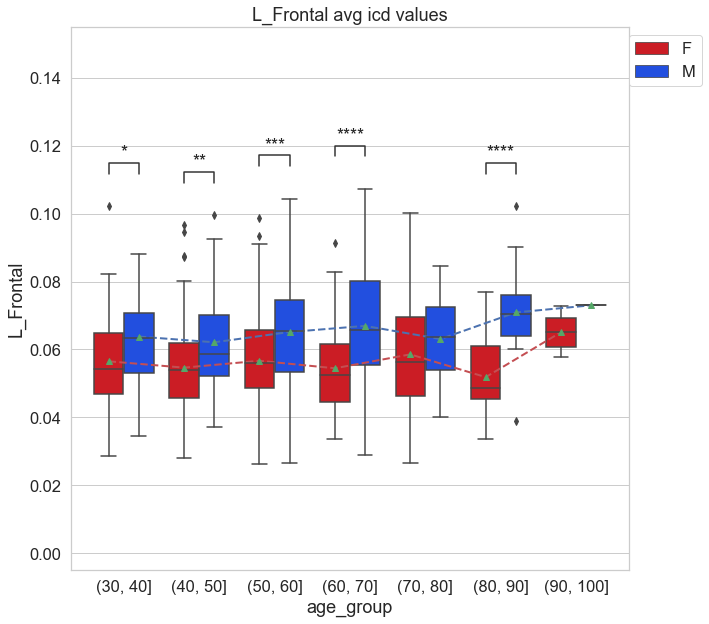 L_Frontal avg icd values
F
M
0.14
0.12
0.10
0.08
0.06
0.04
0.02
0.00
L_Frontal
*
**
***
****
****
(30, 40] (40, 50] (50, 60] (60, 70] (70, 80] (80, 90] (90, 100]
age_group